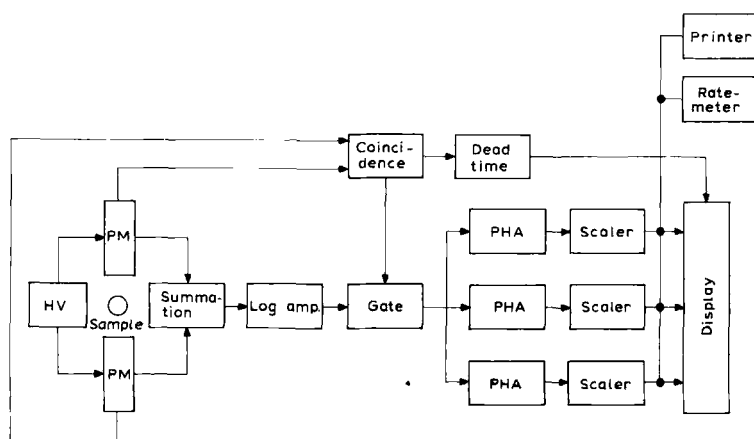 Printer
Rate-
meter
Coinci-
dence
Dead
time
PM
PHA
Scaler
HV
Sample
Summa-
tion
Log amp.
Gate
PHA
Scaler
Display
PM
PHA
Scaler